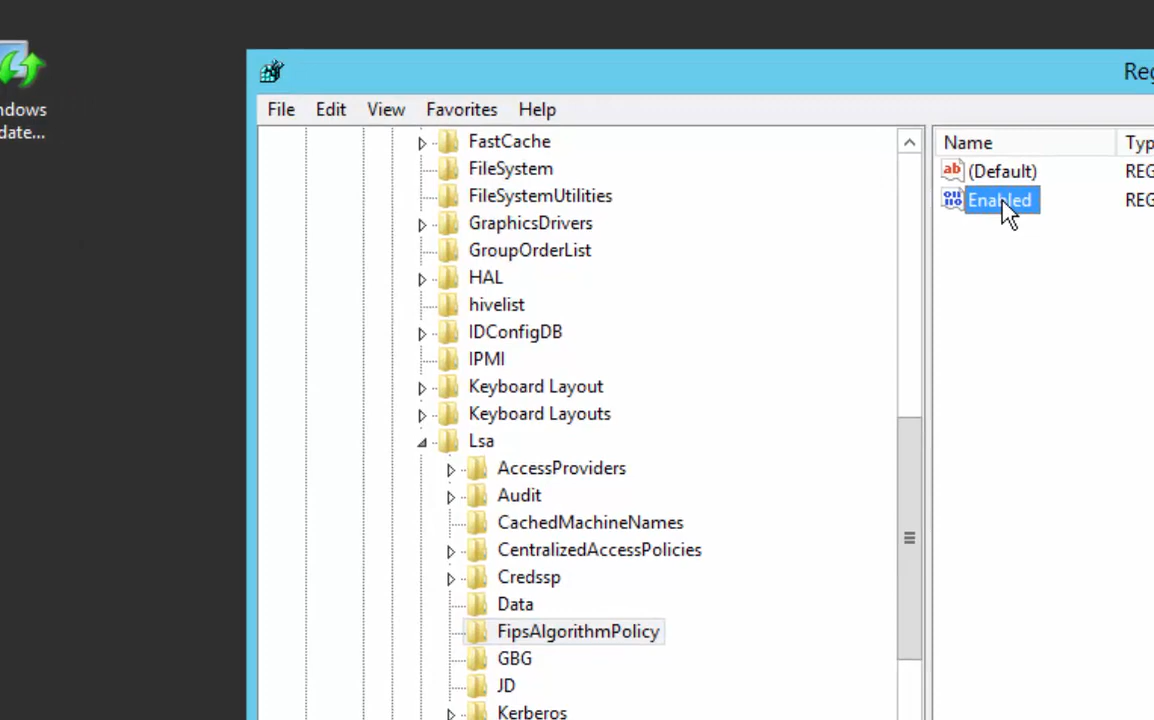 ndows
date...
Reg
File Edit View Favorites Help
FastCache
FileSystem
FileSystemUtilities
GraphicsDrivers
GroupOrderList
HAL
hivelist
IDConfigDB
IPMI
Keyboard Layout
Keyboard Layouts
Lsa
AccessProviders
Audit
CachedMachineNames
CentralizedAccessPolicies
Credssp
Data
FipsAlgorithmPolicy
GBG
JD
Kerberos
Name Typ
ab (Default) REG
Enabled REG